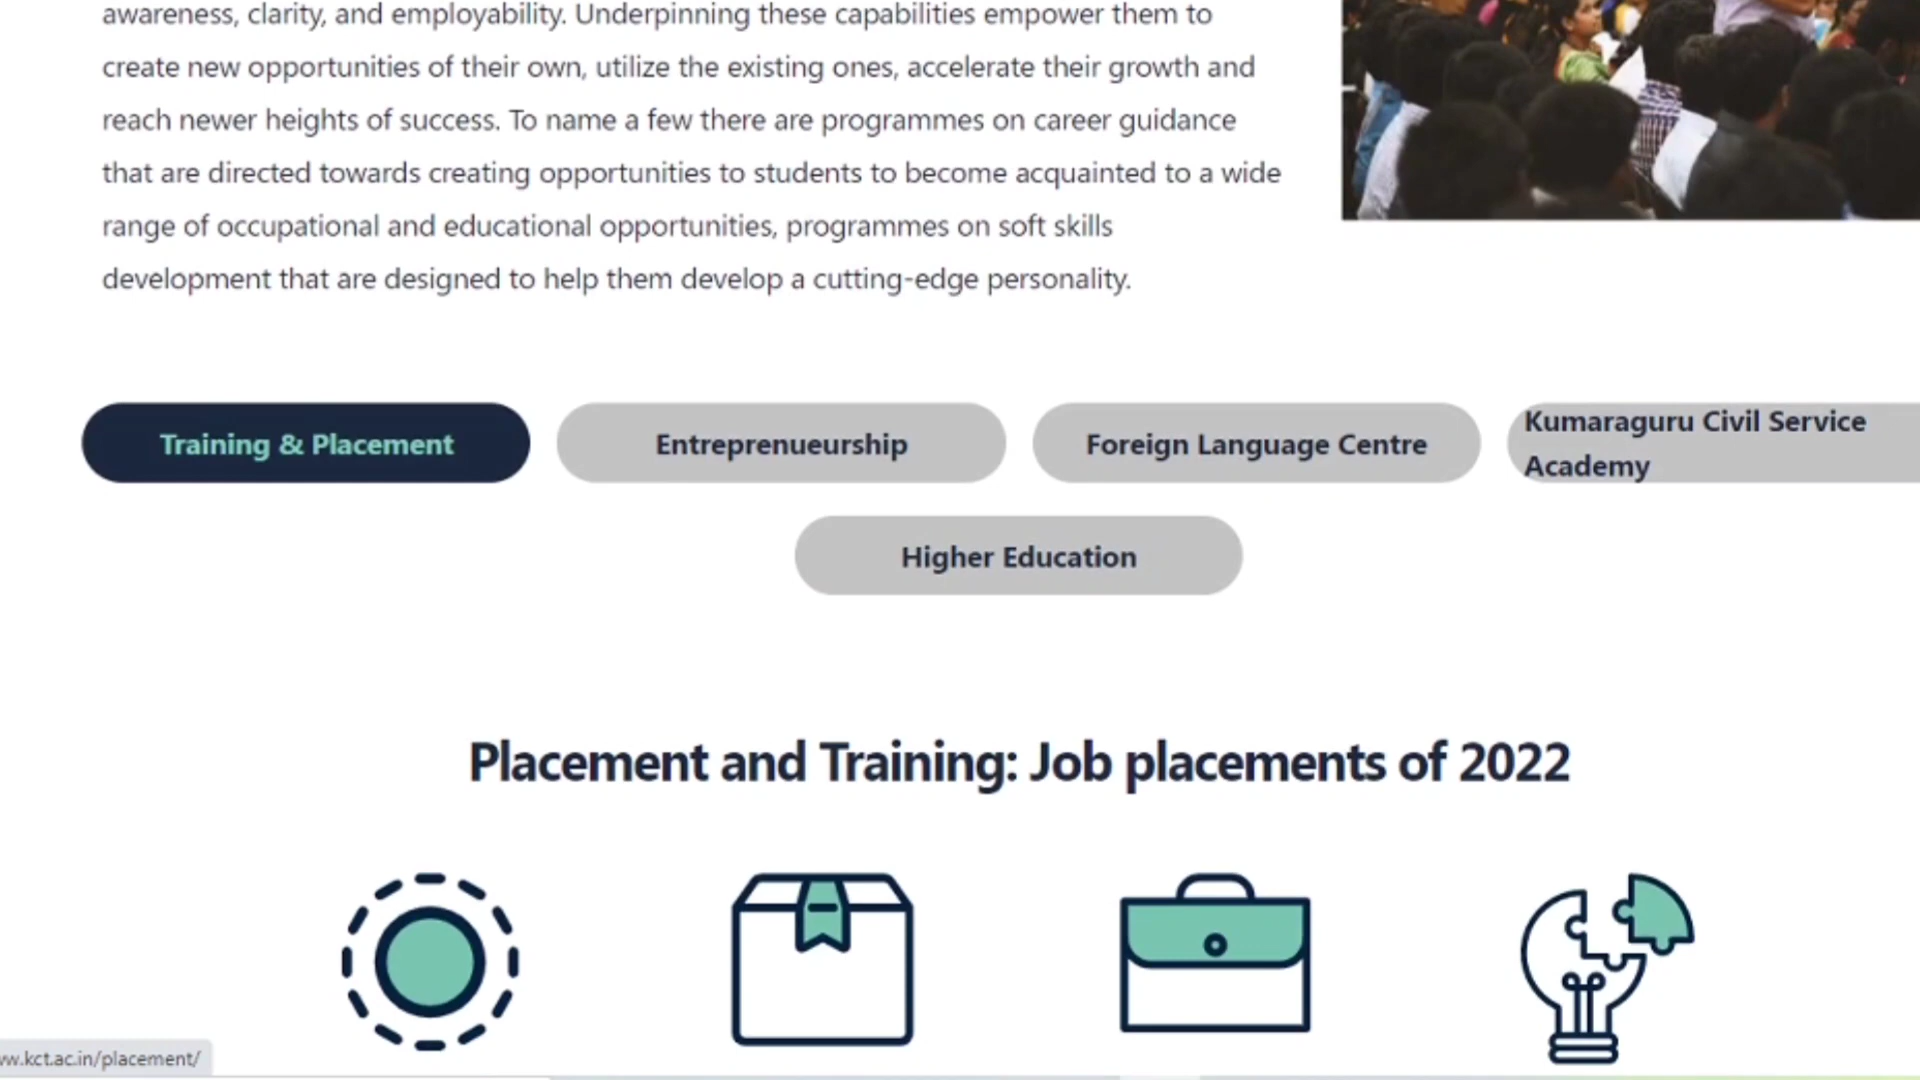 awareness, clarity, and employability. Underpinning these capabilities empower them to
create new opportunities of their own, utilize the existing ones, accelerate their growth and
reach newer heights of success. To name a few there are programmes on career guidance
that are directed towards creating opportunities to students to become acquainted to a wide
range of occupational and educational opportunities, programmes on soft skills
development that are designed to help them develop a cutting-edge personality.
Training & Placement
Entreprenueurship
Foreign Language Centre
Kumaraguru Civil Service
Academy
Higher Education
Placement and Training: Job placements of 2022
ww.kct.ac.in/placement/